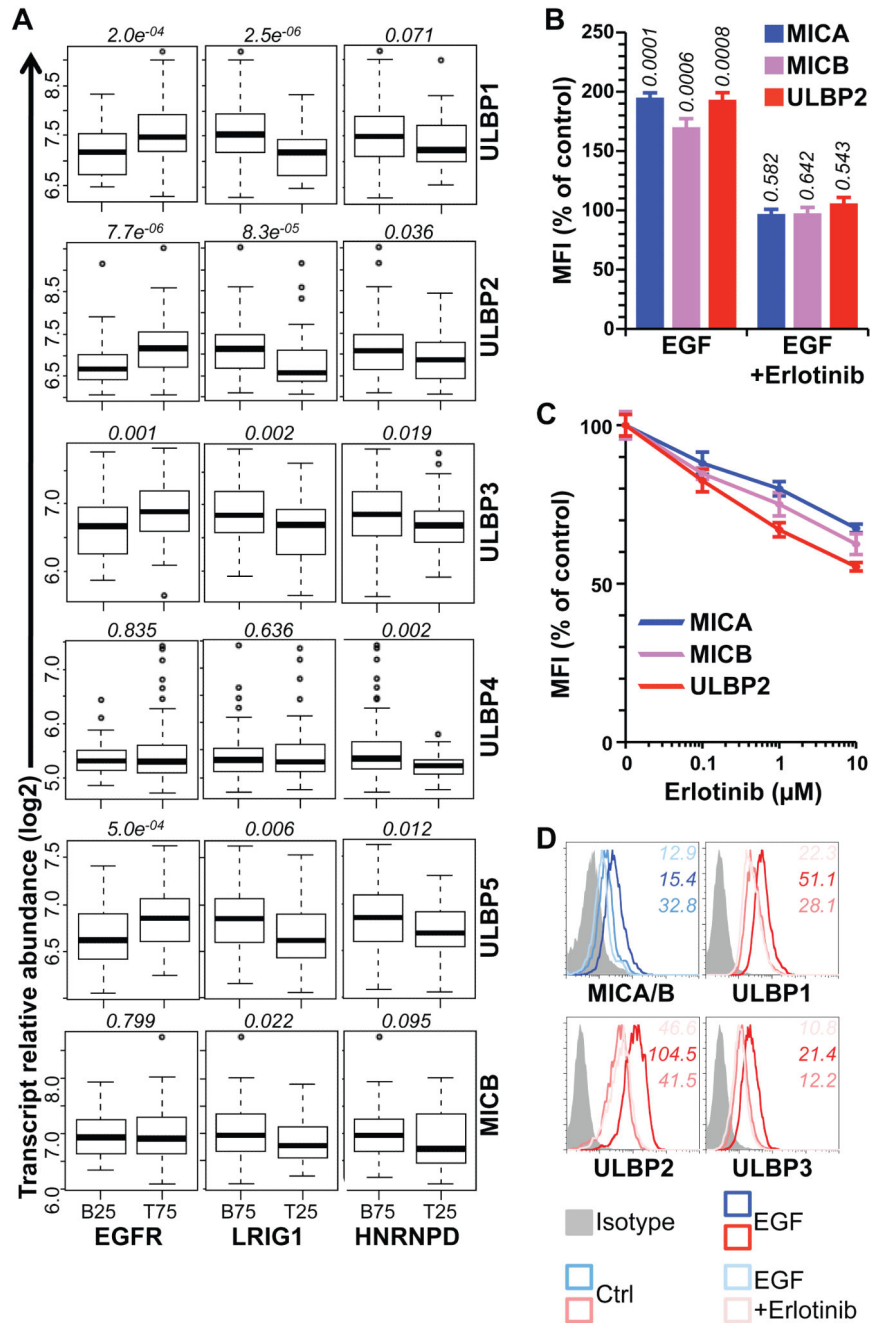 A
Transcript relative abundance (log2)
2.0e-04 2.5e-06 0.071
8.5
7.5
6.5
ULBP1
7.7e-06 8.3e-05 0.036
8.5
7.5
6.5
ULBP2
0.001 0.002 0.019
7.0
6.0
ULBP3
0.835 0.636 0.002
7.0
6.0
5.0
ULBP4
5.0e-04 0.006 0.012
7.5
6.5
ULBP5
0.799 0.022 0.095
8.0
7.0
6.0
MICB
B25 T75 B75 T25 B75 T25
EGFR LRIG1 HNRNPD
B
MFI (% of control)
250
200
150
100
50
0
0.0001 0.0006 0.0008
0.582 0.642 0.543
MICA
MICB
ULBP2
EGF EGF
+Erlotinib
C
MFI (% of control)
100
50
0
MICA
MICB
ULBP2
0 0.1 1 10
Erlotinib (µM)
D
12.9
15.4
32.8
MICA/B
22.3
51.1
28.1
ULBP1
46.6
104.5
41.5
ULBP2
10.8
21.4
12.2
ULBP3
Isotype EGF
Ctrl EGF
+Erlotinib